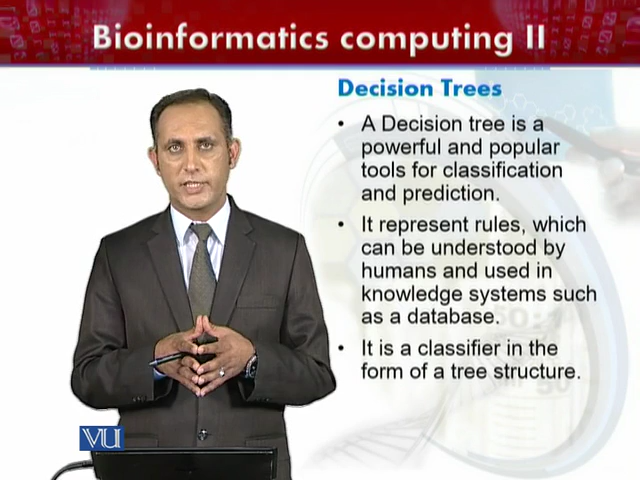 Bioinformatics computing II
Decision Trees
• A Decision tree is a
powerful and popular
tools for classification
and prediction.
• It represent rules, which
can be understood by
humans and used in
knowledge systems such
as a database.
• It is a classifier in the
form of a tree structure.
VU